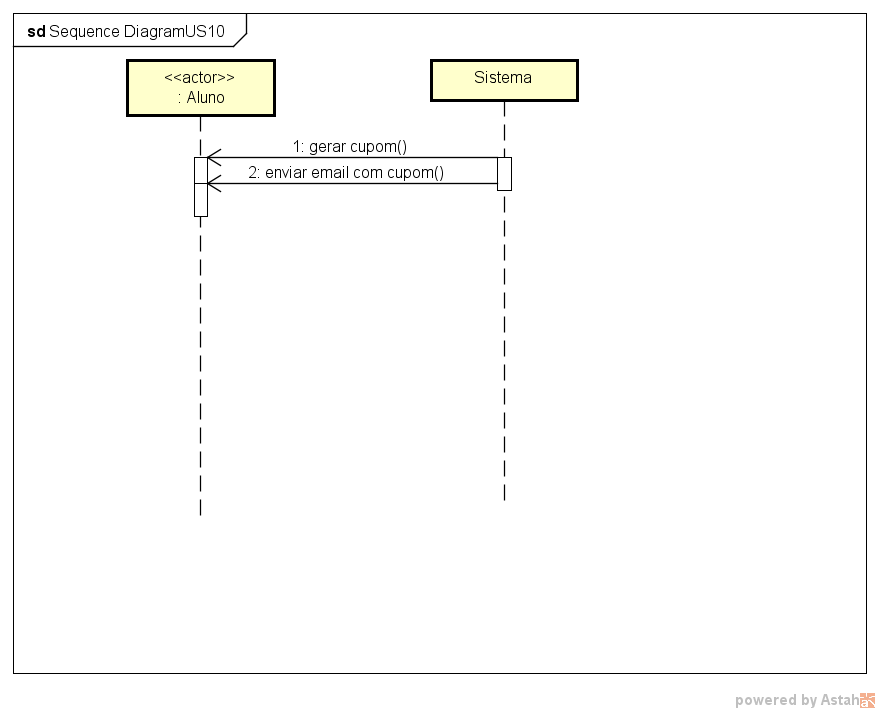 sd Sequence DiagramUS10
<<actor>>
: Aluno
Sistema
1: gerar cupom()
2: enviar email com cupom()
powered by Astah